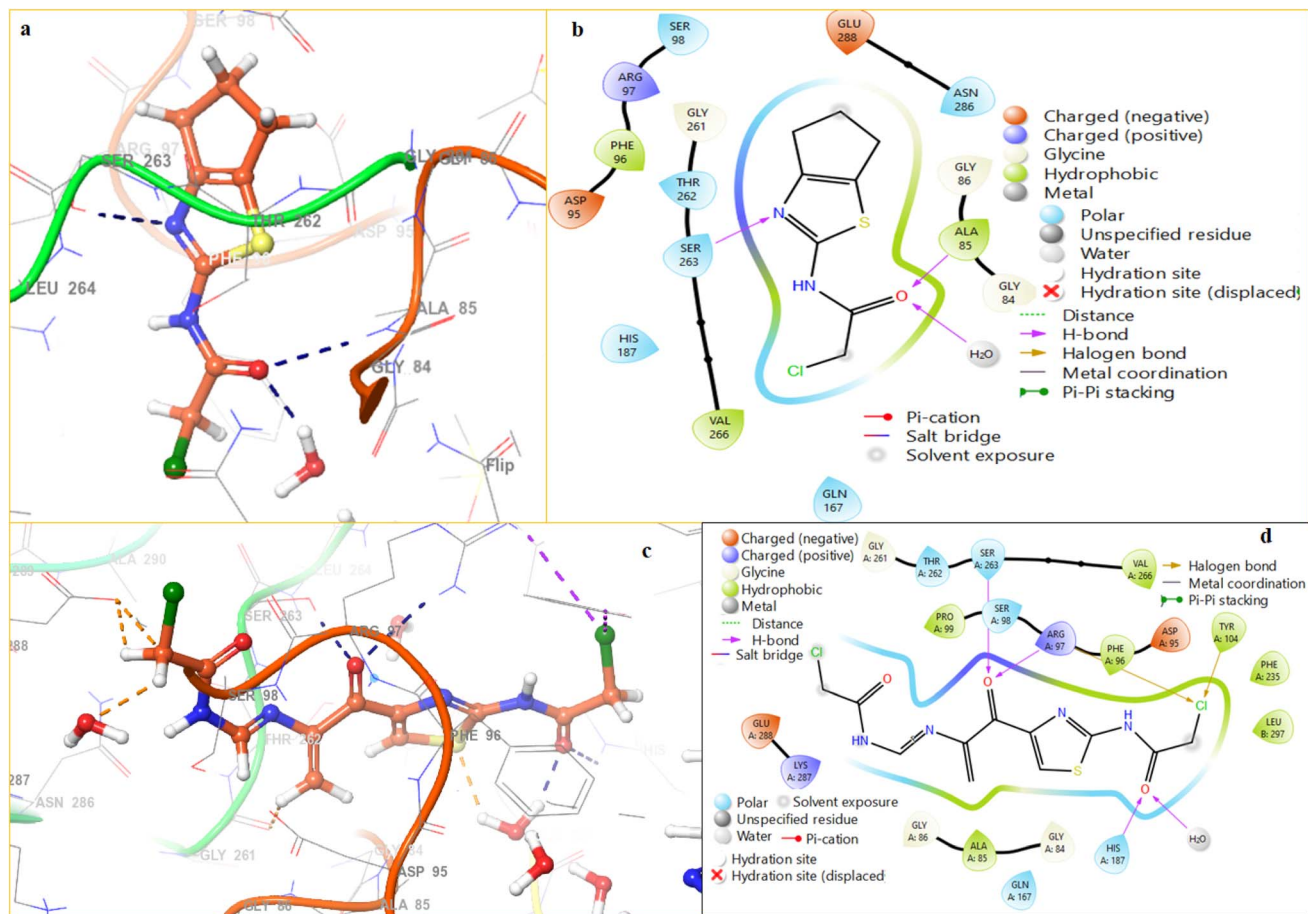 a
SER 98
ARG 97
SER 263
THR 262
ASP 95
LEU 264
ALA 85
GLY 84
Flip
b
SER
98
ARG
97
PHE
96
ASP
95
GLY
261
THR
262
SER
263
HIS
187
VAL
266
GLN
167
GLU
288
ASN
286
GLY
86
ALA
85
GLY
84
H₂O
N
S
HN
O
Cl
Charged (negative)
Charged (positive)
Glycine
Hydrophobic
Metal
Polar
Unspecified residue
Water
Hydration site
Hydration site (displaced)
Distance
H-bond
Halogen bond
Metal coordination
Pi-Pi stacking
Pi-cation
Salt bridge
Solvent exposure
c
ALA 290
289
LEU 264
SER 263
288
ARG 97
SER 98
THR 262
PHE 96
HIS
287
ASN 286
GLY 261
GLY 84
ASP 95
ALA 85
d
Charged (negative)
Charged (positive)
Glycine
Hydrophobic
Metal
Distance
H-bond
Salt bridge
GLY
A: 261
THR
A: 262
SER
A: 263
VAL
A: 266
Halogen bond
Metal coordination
Pi-Pi stacking
PRO
A: 99
SER
A: 98
ARG
A: 97
PHE
A: 96
ASP
A: 95
TYR
A: 104
PHE
A: 235
LEU
B: 297
Cl
O
HN
N
O
N
S
H
N
O
Cl
GLU
A: 288
LYS
A: 287
GLY
A: 86
ALA
A: 85
GLY
A: 84
GLN
A: 167
HIS
A: 187
H₂O
Polar
Solvent exposure
Unspecified residue
Water
Pi-cation
Hydration site
Hydration site (displaced)